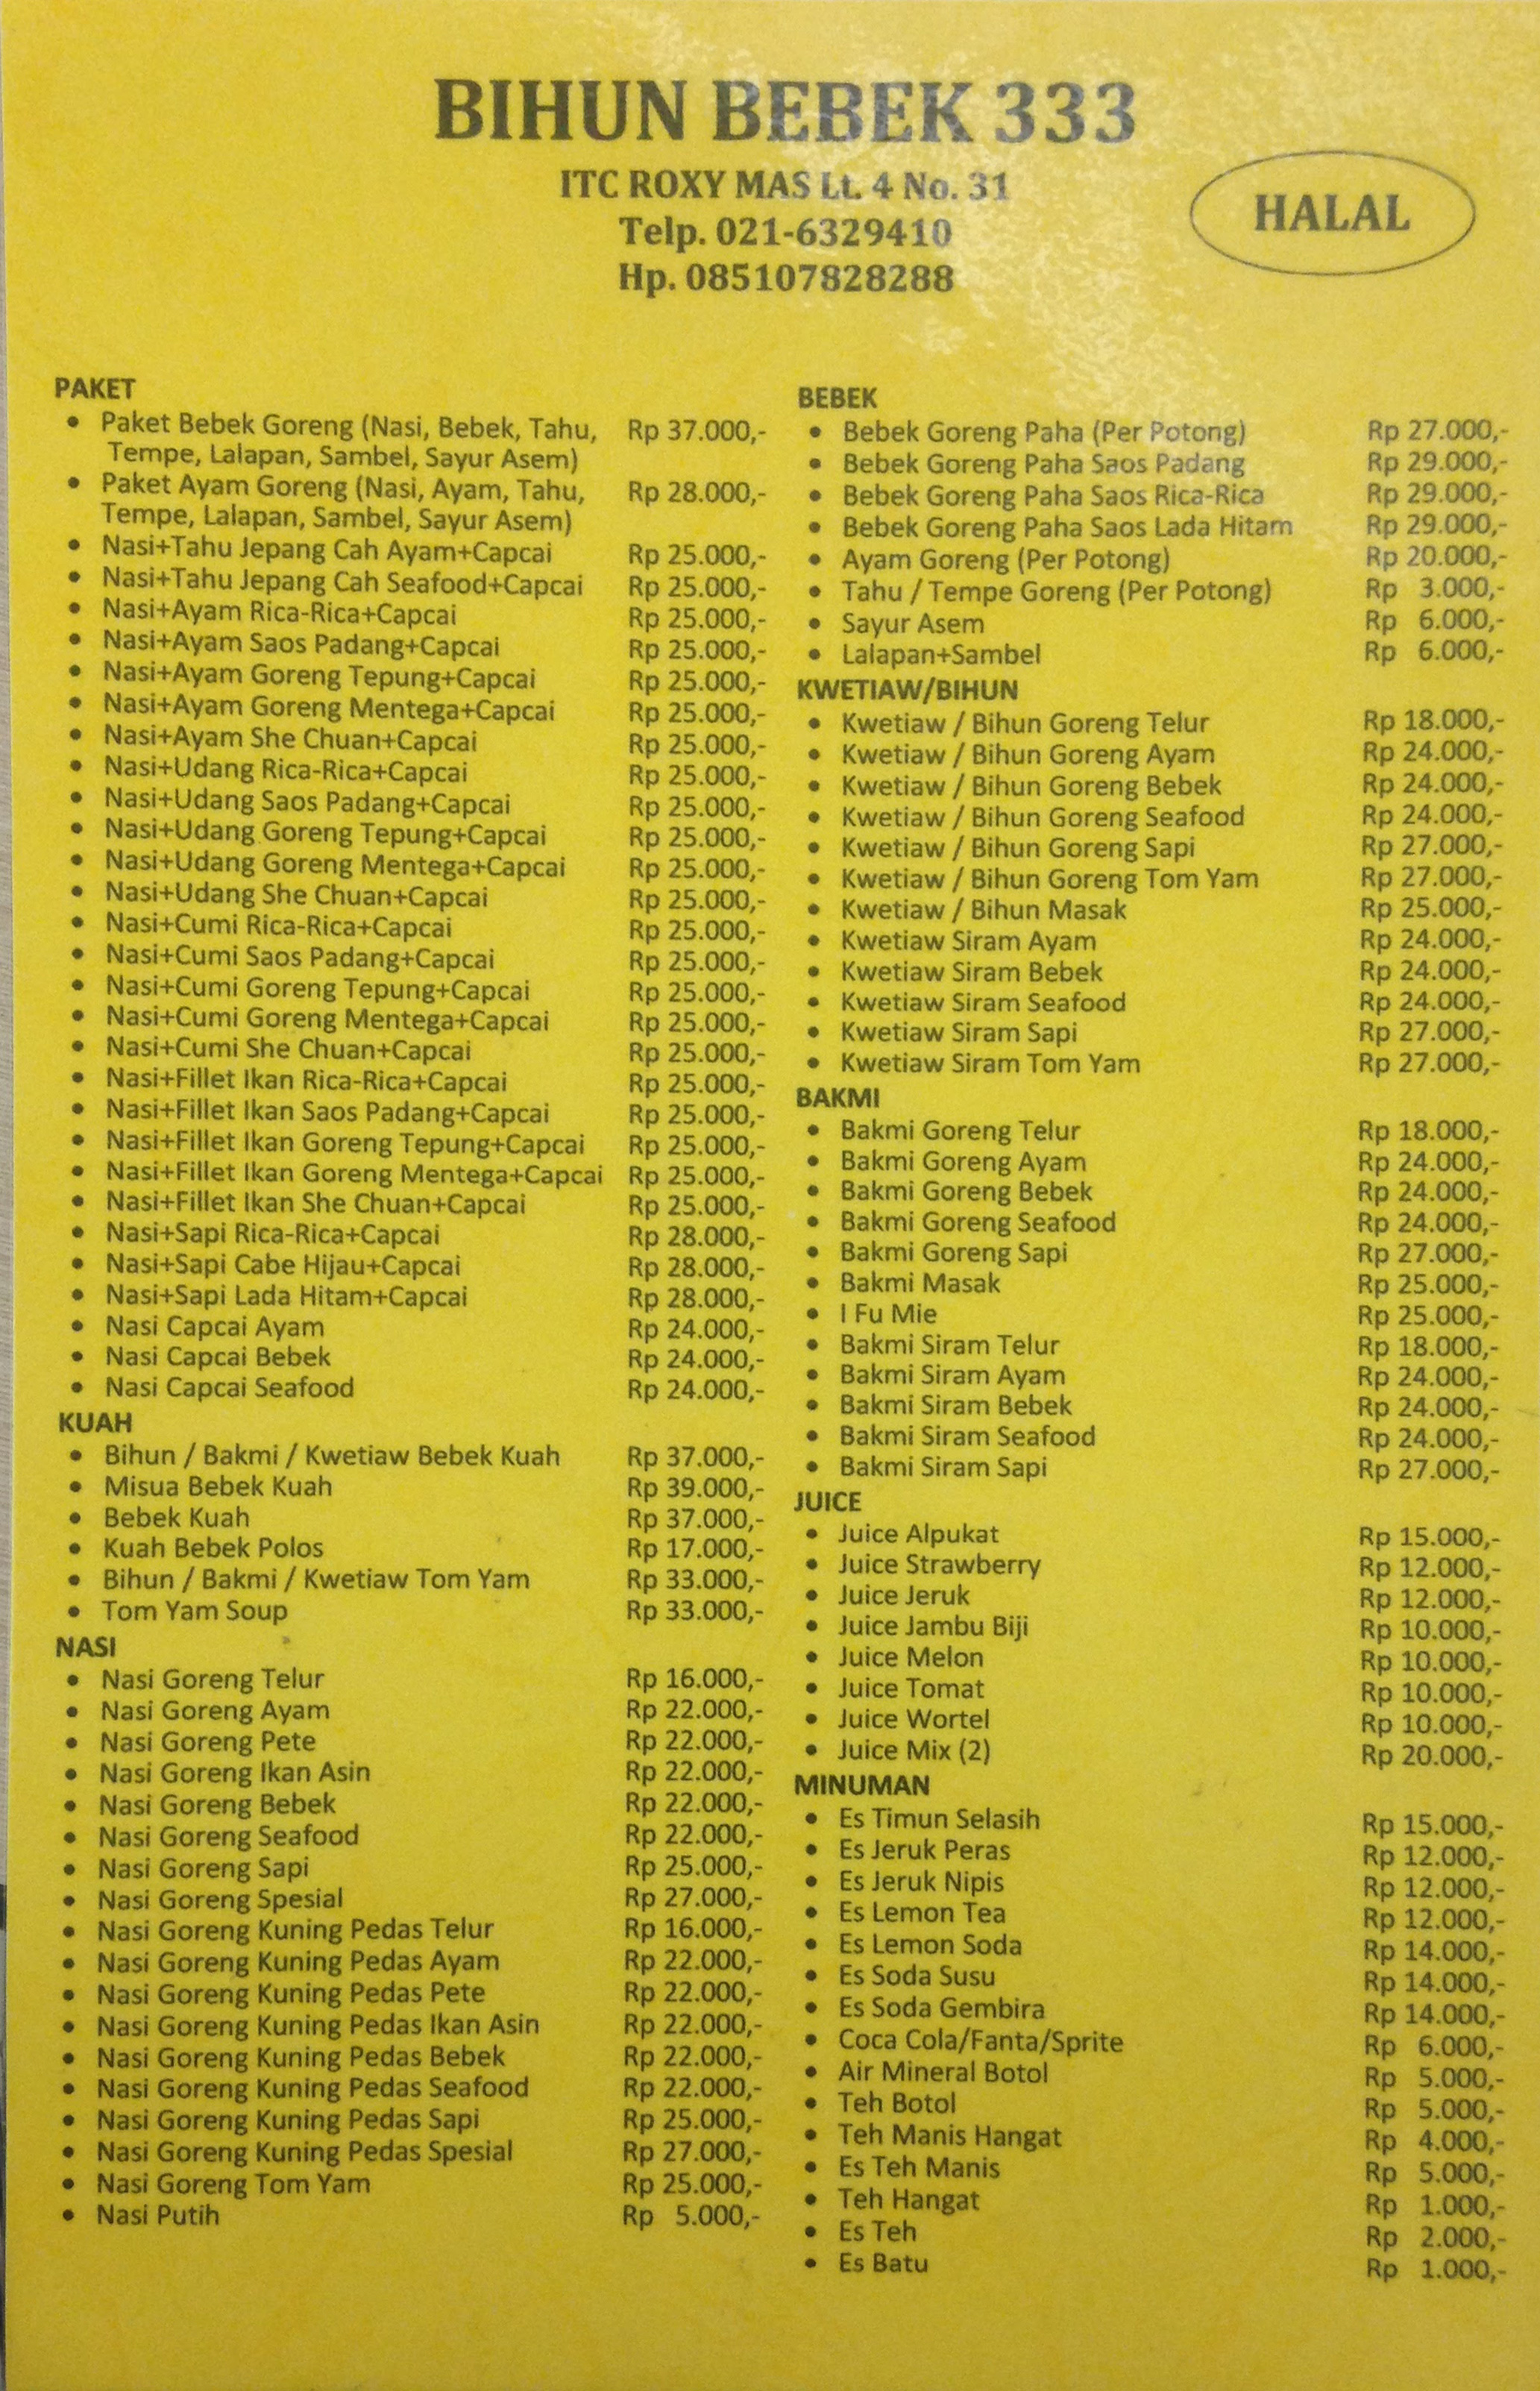 BIHUN BEBEK 333
ITC ROXY MAS Lt. 4 No. 31
Telp. 021-6329410
Hp. 085107828288
HALAL
PAKET
• Paket Bebek Goreng (Nasi, Bebek, Tahu, Rp 37.000,-
Tempe, Lalapan, Sambel, Sayur Asem)
• Paket Ayam Goreng (Nasi, Ayam, Tahu, Rp 28.000,-
Tempe, Lalapan, Sambel, Sayur Asem)
• Nasi+Tahu Jepang Cah Ayam+Capcai Rp 25.000,-
• Nasi+Tahu Jepang Cah Seafood+Capcai Rp 25.000,-
• Nasi+Ayam Rica-Rica+Capcai Rp 25.000,-
• Nasi+Ayam Saos Padang+Capcai Rp 25.000,-
• Nasi+Ayam Goreng Tepung+Capcai Rp 25.000,-
• Nasi+Ayam Goreng Mentega+Capcai Rp 25.000,-
• Nasi+Ayam She Chuan+Capcai Rp 25.000,-
• Nasi+Udang Rica-Rica+Capcai Rp 25.000,-
• Nasi+Udang Saos Padang+Capcai Rp 25.000,-
• Nasi+Udang Goreng Tepung+Capcai Rp 25.000,-
• Nasi+Udang Goreng Mentega+Capcai Rp 25.000,-
• Nasi+Udang She Chuan+Capcai Rp 25.000,-
• Nasi+Cumi Rica-Rica+Capcai Rp 25.000,-
• Nasi+Cumi Saos Padang+Capcai Rp 25.000,-
• Nasi+Cumi Goreng Tepung+Capcai Rp 25.000,-
• Nasi+Cumi Goreng Mentega+Capcai Rp 25.000,-
• Nasi+Cumi She Chuan+Capcai Rp 25.000,-
• Nasi+Fillet Ikan Rica-Rica+Capcai Rp 25.000,-
• Nasi+Fillet Ikan Saos Padang+Capcai Rp 25.000,-
• Nasi+Fillet Ikan Goreng Tepung+Capcai Rp 25.000,-
• Nasi+Fillet Ikan Goreng Mentega+Capcai Rp 25.000,-
• Nasi+Fillet Ikan She Chuan+Capcai Rp 25.000,-
• Nasi+Sapi Rica-Rica+Capcai Rp 28.000,-
• Nasi+Sapi Cabe Hijau+Capcai Rp 28.000,-
• Nasi+Sapi Lada Hitam+Capcai Rp 28.000,-
• Nasi Capcai Ayam Rp 24.000,-
• Nasi Capcai Bebek Rp 24.000,-
• Nasi Capcai Seafood Rp 24.000,-
KUAH
• Bihun / Bakmi / Kwetiaw Bebek Kuah Rp 37.000,-
• Misua Bebek Kuah Rp 39.000,-
• Bebek Kuah Rp 37.000,-
• Kuah Bebek Polos Rp 17.000,-
• Bihun / Bakmi / Kwetiaw Tom Yam Rp 33.000,-
• Tom Yam Soup Rp 33.000,-
NASI
• Nasi Goreng Telur Rp 16.000,-
• Nasi Goreng Ayam Rp 22.000,-
• Nasi Goreng Pete Rp 22.000,-
• Nasi Goreng Ikan Asin Rp 22.000,-
• Nasi Goreng Bebek Rp 22.000,-
• Nasi Goreng Seafood Rp 22.000,-
• Nasi Goreng Sapi Rp 25.000,-
• Nasi Goreng Spesial Rp 27.000,-
• Nasi Goreng Kuning Pedas Telur Rp 16.000,-
• Nasi Goreng Kuning Pedas Ayam Rp 22.000,-
• Nasi Goreng Kuning Pedas Pete Rp 22.000,-
• Nasi Goreng Kuning Pedas Ikan Asin Rp 22.000,-
• Nasi Goreng Kuning Pedas Bebek Rp 22.000,-
• Nasi Goreng Kuning Pedas Seafood Rp 22.000,-
• Nasi Goreng Kuning Pedas Sapi Rp 25.000,-
• Nasi Goreng Kuning Pedas Spesial Rp 27.000,-
• Nasi Goreng Tom Yam Rp 25.000,-
• Nasi Putih Rp 5.000,-
BEBEK
• Bebek Goreng Paha (Per Potong) Rp 27.000,-
• Bebek Goreng Paha Saos Padang Rp 29.000,-
• Bebek Goreng Paha Saos Rica-Rica Rp 29.000,-
• Bebek Goreng Paha Saos Lada Hitam Rp 29.000,-
• Ayam Goreng (Per Potong) Rp 20.000,-
• Tahu / Tempe Goreng (Per Potong) Rp 3.000,-
• Sayur Asem Rp 6.000,-
• Lalapan+Sambel Rp 6.000,-
KWETIAW/BIHUN
• Kwetiaw / Bihun Goreng Telur Rp 18.000,-
• Kwetiaw / Bihun Goreng Ayam Rp 24.000,-
• Kwetiaw / Bihun Goreng Bebek Rp 24.000,-
• Kwetiaw / Bihun Goreng Seafood Rp 24.000,-
• Kwetiaw / Bihun Goreng Sapi Rp 27.000,-
• Kwetiaw / Bihun Goreng Tom Yam Rp 27.000,-
• Kwetiaw / Bihun Masak Rp 25.000,-
• Kwetiaw Siram Ayam Rp 24.000,-
• Kwetiaw Siram Bebek Rp 24.000,-
• Kwetiaw Siram Seafood Rp 24.000,-
• Kwetiaw Siram Sapi Rp 27.000,-
• Kwetiaw Siram Tom Yam Rp 27.000,-
BAKMI
• Bakmi Goreng Telur Rp 18.000,-
• Bakmi Goreng Ayam Rp 24.000,-
• Bakmi Goreng Bebek Rp 24.000,-
• Bakmi Goreng Seafood Rp 24.000,-
• Bakmi Goreng Sapi Rp 27.000,-
• Bakmi Masak Rp 25.000,-
• I Fu Mie Rp 25.000,-
• Bakmi Siram Telur Rp 18.000,-
• Bakmi Siram Ayam Rp 24.000,-
• Bakmi Siram Bebek Rp 24.000,-
• Bakmi Siram Seafood Rp 24.000,-
• Bakmi Siram Sapi Rp 27.000,-
JUICE
• Juice Alpukat Rp 15.000,-
• Juice Strawberry Rp 12.000,-
• Juice Jeruk Rp 12.000,-
• Juice Jambu Biji Rp 10.000,-
• Juice Melon Rp 10.000,-
• Juice Tomat Rp 10.000,-
• Juice Wortel Rp 10.000,-
• Juice Mix (2) Rp 20.000,-
MINUMAN
• Es Timun Selasih Rp 15.000,-
• Es Jeruk Peras Rp 12.000,-
• Es Jeruk Nipis Rp 12.000,-
• Es Lemon Tea Rp 12.000,-
• Es Lemon Soda Rp 14.000,-
• Es Soda Susu Rp 14.000,-
• Es Soda Gembira Rp 14.000,-
• Coca Cola/Fanta/Sprite Rp 6.000,-
• Air Mineral Botol Rp 5.000,-
• Teh Botol Rp 5.000,-
• Teh Manis Hangat Rp 4.000,-
• Es Teh Manis Rp 5.000,-
• Teh Hangat Rp 1.000,-
• Es Teh Rp 2.000,-
• Es Batu Rp 1.000,-